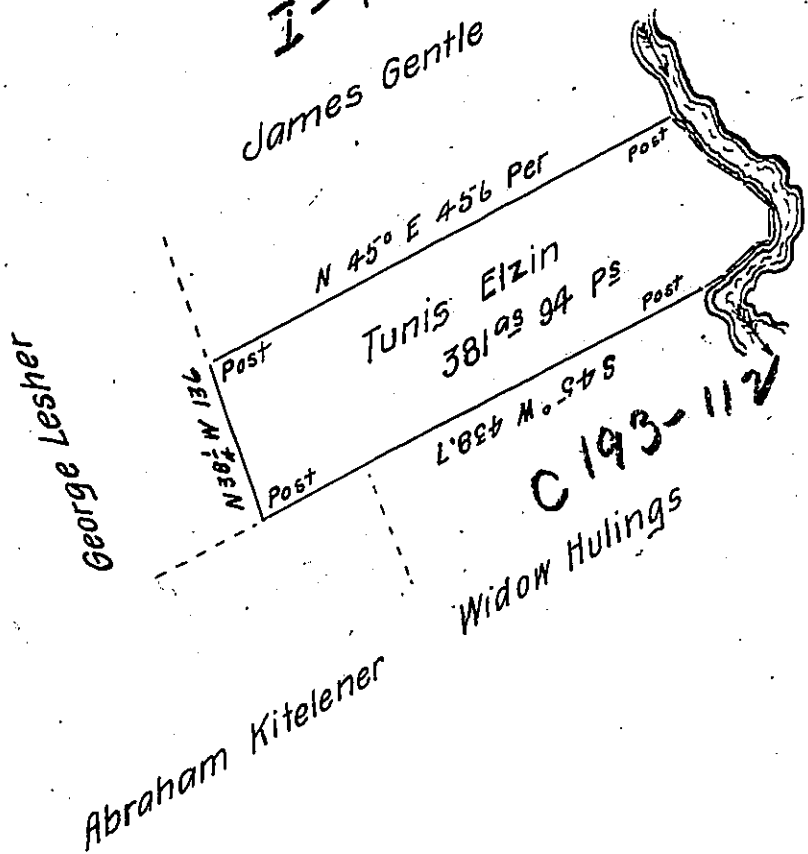 James Gentle
Post
N 45° E 456 Per
Tunis Elzin
381 as 94 Ps
Post
Post
N 38¼ W 136
George Lesher
Post
S 45° W 438.7
C 193-112
Widow Hulings
Abraham Kitelener